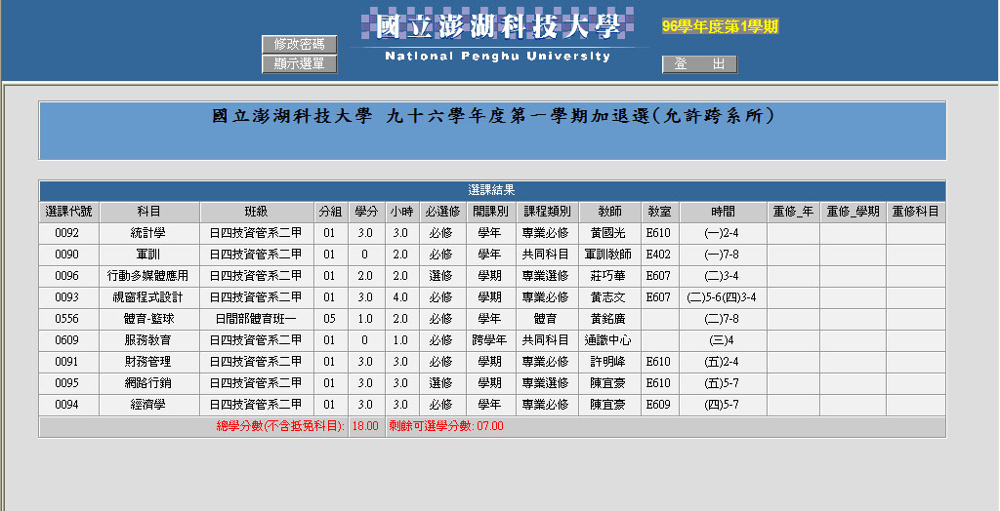 國立澎湖科技大學
National Penghu University
96學年度第1學期
修改密碼
顯示選單
登 出
國立澎湖科技大學 九十六學年度第一學期加退選(允許跨系所)
選課結果
選課代號 科目 班級 分組 學分 小時 必選修 開課別 課程類別 教師 教室 時間 重修_年 重修_學期 重修科目
0092 統計學 日四技資管系二甲 01 3.0 3.0 必修 學年 專業必修 黃國光 E610 (一)2-4
0090 軍訓 日四技資管系二甲 01 0 2.0 必修 學年 共同科目 軍訓教師 E402 (一)7-8
0096 行動多媒體應用 日四技資管系二甲 01 2.0 2.0 選修 學期 專業選修 莊巧華 E607 (二)3-4
0093 視窗程式設計 日四技資管系二甲 01 3.0 4.0 必修 學期 專業必修 黃志文 E607 (二)5-6(四)3-4
0556 體育-籃球 日間部體育班一 05 1.0 2.0 必修 學年 體育 黃銘廣 (二)7-8
0609 服務教育 日四技資管系二甲 01 0 1.0 必修 跨學年 共同科目 通識中心 (三)4
0091 財務管理 日四技資管系二甲 01 3.0 3.0 必修 學期 專業必修 許明峰 E610 (五)2-4
0095 網路行銷 日四技資管系二甲 01 3.0 3.0 選修 學期 專業選修 陳宜豪 E610 (五)5-7
0094 經濟學 日四技資管系二甲 01 3.0 3.0 必修 學年 專業必修 陳宜豪 E609 (四)5-7
總學分數(不含抵免科目): 18.00 剩餘可選學分數: 07.00